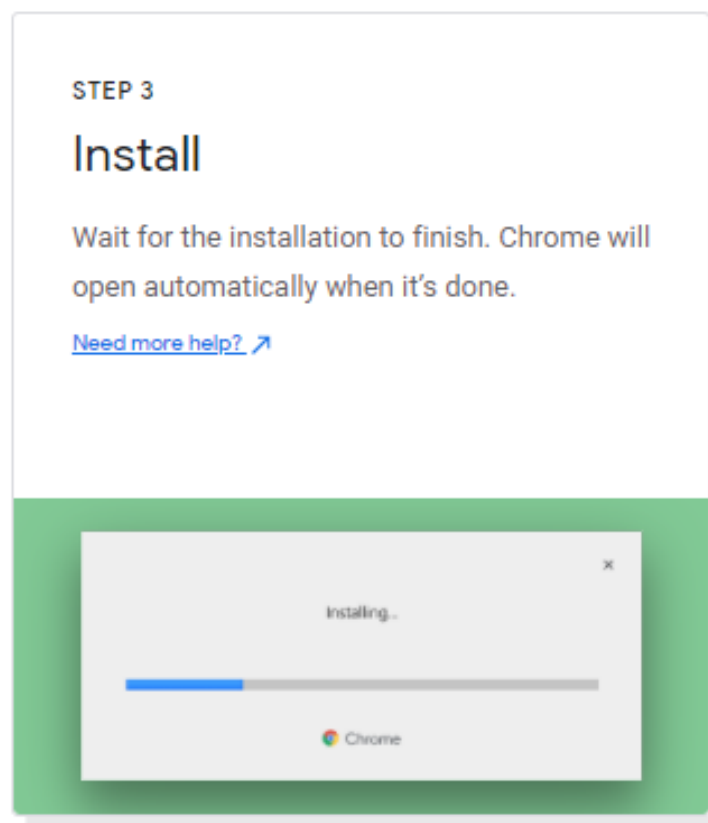 STEP 3
Install
Wait for the installation to finish. Chrome will
open automatically when it's done.
Need more help? ↗
×
Installing...
Chrome